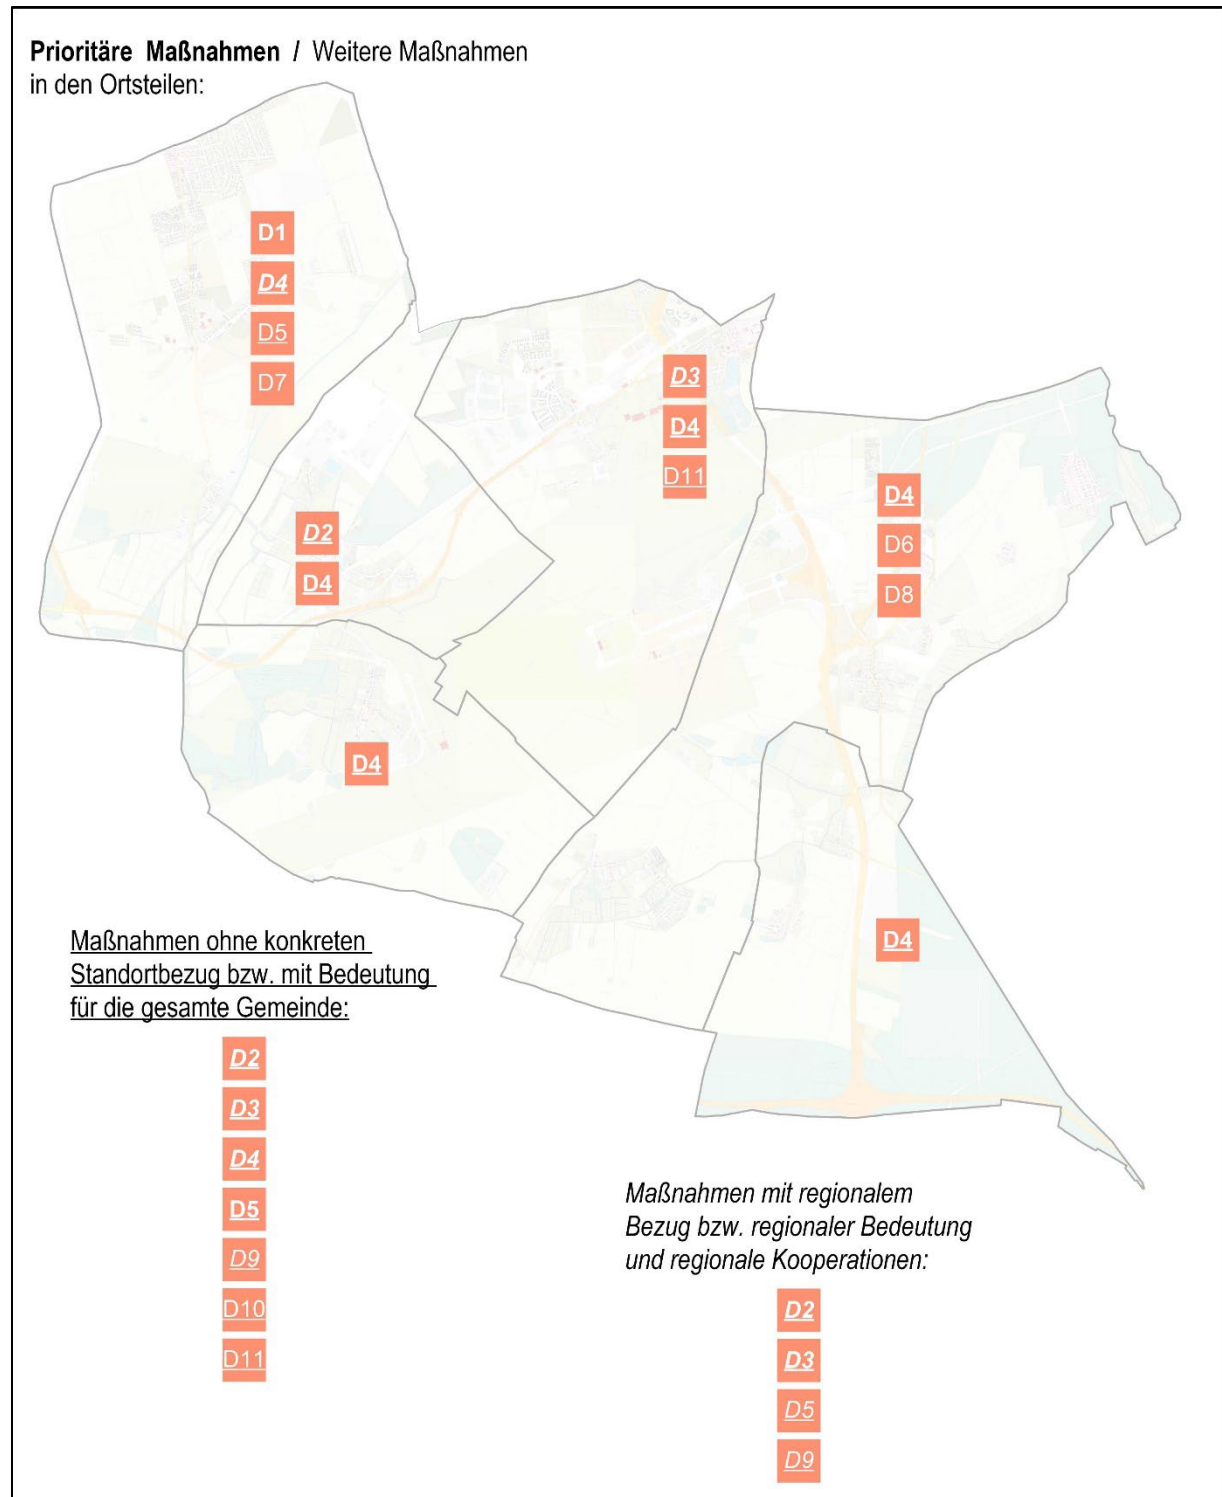 Prioritäre Maßnahmen / Weitere Maßnahmen
in den Ortsteilen:
D1
D4
D5
D7
D3
D4
D11
D4
D6
D8
D2
D4
D4
D4
Maßnahmen ohne konkreten
Standortbezug bzw. mit Bedeutung
für die gesamte Gemeinde:
D2
D3
D4
D5
D9
D10
D11
Maßnahmen mit regionalem
Bezug bzw. regionaler Bedeutung
und regionale Kooperationen:
D2
D3
D5
D9